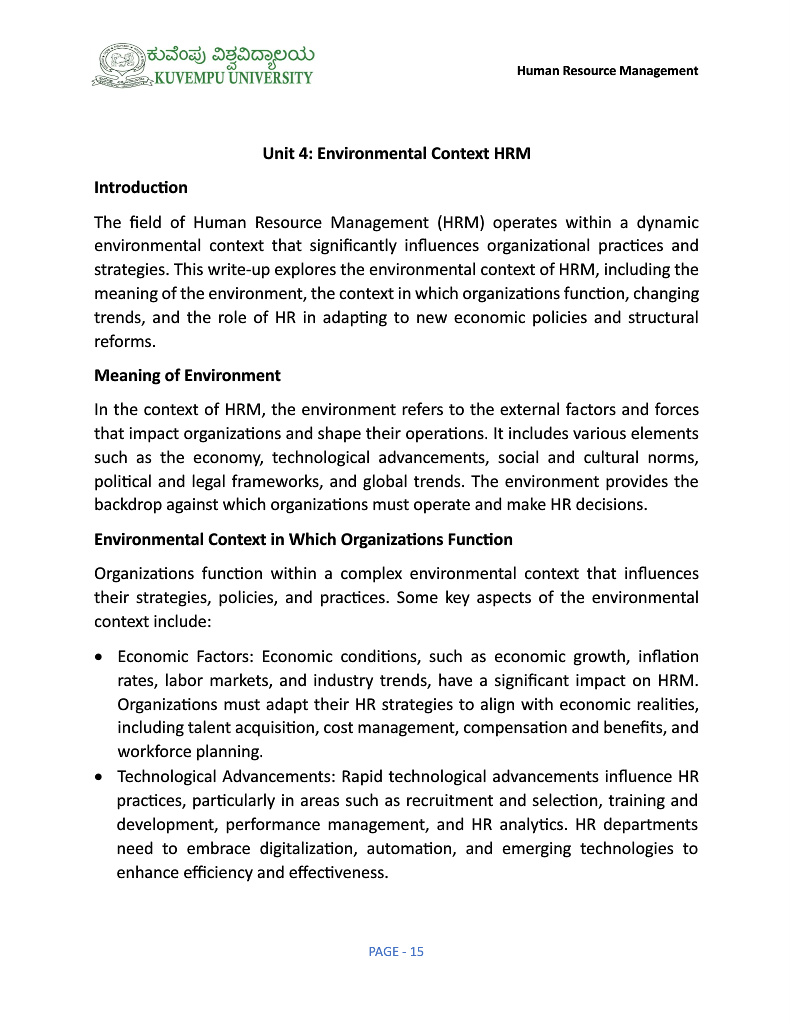 ಕುವೆಂಪು ವಿಶ್ವವಿದ್ಯಾಲಯ
KUVEMPU UNIVERSITY
Human Resource Management
Unit 4: Environmental Context HRM
Introduction
The field of Human Resource Management (HRM) operates within a dynamic
environmental context that significantly influences organizational practices and
strategies. This write-up explores the environmental context of HRM, including the
meaning of the environment, the context in which organizations function, changing
trends, and the role of HR in adapting to new economic policies and structural
reforms.
Meaning of Environment
In the context of HRM, the environment refers to the external factors and forces
that impact organizations and shape their operations. It includes various elements
such as the economy, technological advancements, social and cultural norms,
political and legal frameworks, and global trends. The environment provides the
backdrop against which organizations must operate and make HR decisions.
Environmental Context in Which Organizations Function
Organizations function within a complex environmental context that influences
their strategies, policies, and practices. Some key aspects of the environmental
context include:
• Economic Factors: Economic conditions, such as economic growth, inflation
rates, labor markets, and industry trends, have a significant impact on HRM.
Organizations must adapt their HR strategies to align with economic realities,
including talent acquisition, cost management, compensation and benefits, and
workforce planning.
• Technological Advancements: Rapid technological advancements influence HR
practices, particularly in areas such as recruitment and selection, training and
development, performance management, and HR analytics. HR departments
need to embrace digitalization, automation, and emerging technologies to
enhance efficiency and effectiveness.
PAGE - 15